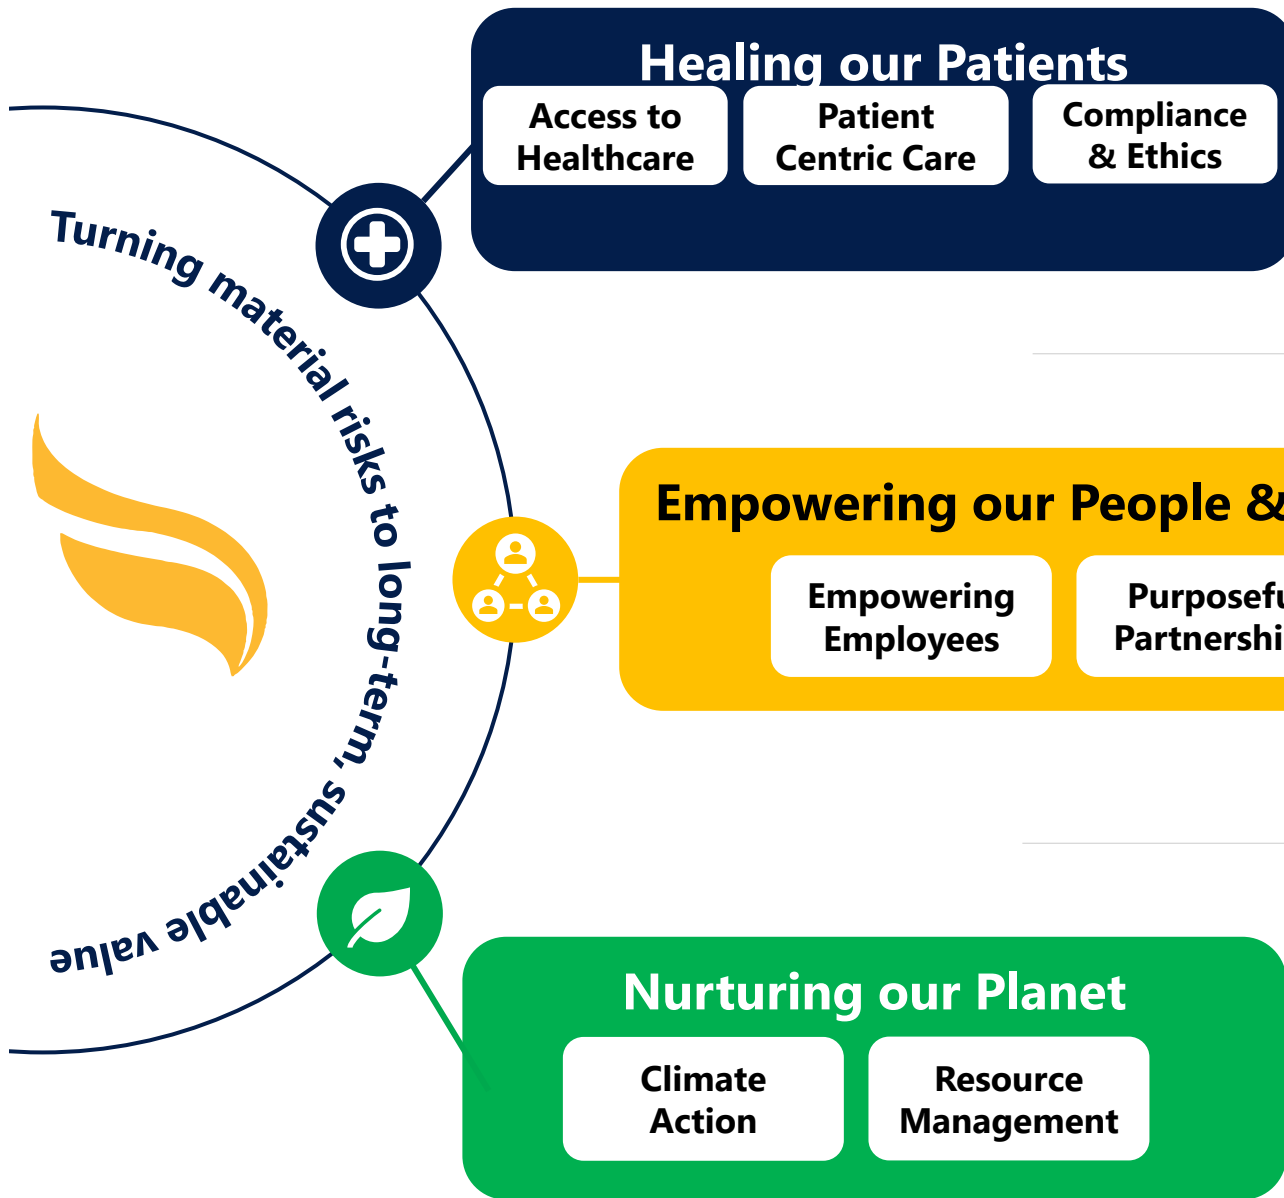 Healing our Patients
Access to
Healthcare
Patient
Centric Care
Compliance
& Ethics
Turning material risks to long-term, sustainable value
Empowering our People &
Empowering
Employees
Nurturing our Planet
Climate
Action
Resource
Management